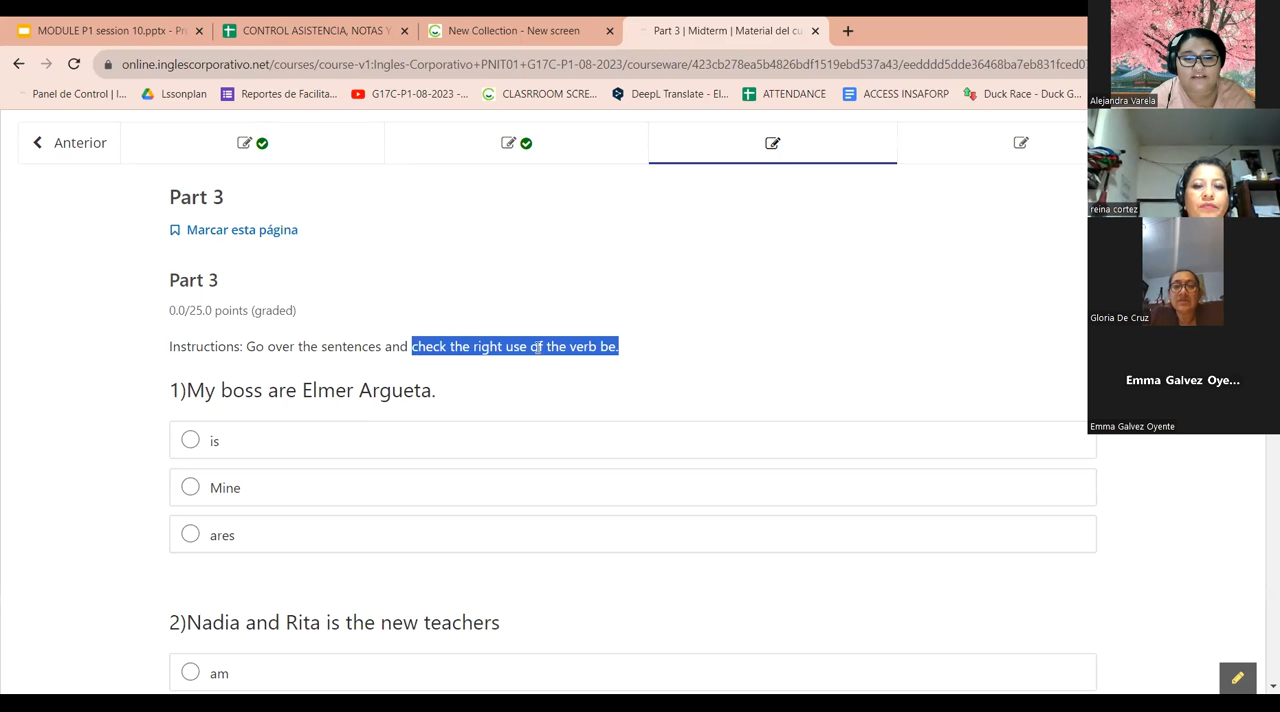 MODULE P1 session 10.pptx - Pr
CONTROL ASISTENCIA, NOTAS Y
New Collection - New screen
Part 3 | Midterm | Material del cu
online.inglescorporativo.net/courses/course-v1:Ingles-Corporativo+PNIT01+G17C-P1-08-2023/courseware/423cb278ea5b4826bdf1519ebd537a43/eedddd5dde36468ba7eb831fced07
Panel de Control | I...
Lssonplan
Reportes de Facilita...
G17C-P1-08-2023 -...
CLASRROOM SCRE...
DeepL Translate - El...
ATTENDANCE
ACCESS INSAFORP
Duck Race - Duck G...
Alejandra Varela
reina cortez
Gloria De Cruz
Emma Galvez Oye...
Emma Galvez Oyente
Anterior
Part 3
Marcar esta página
Part 3
0.0/25.0 points (graded)
Instructions: Go over the sentences and check the right use of the verb be.
1)My boss are Elmer Argueta.
is
Mine
ares
2)Nadia and Rita is the new teachers
am